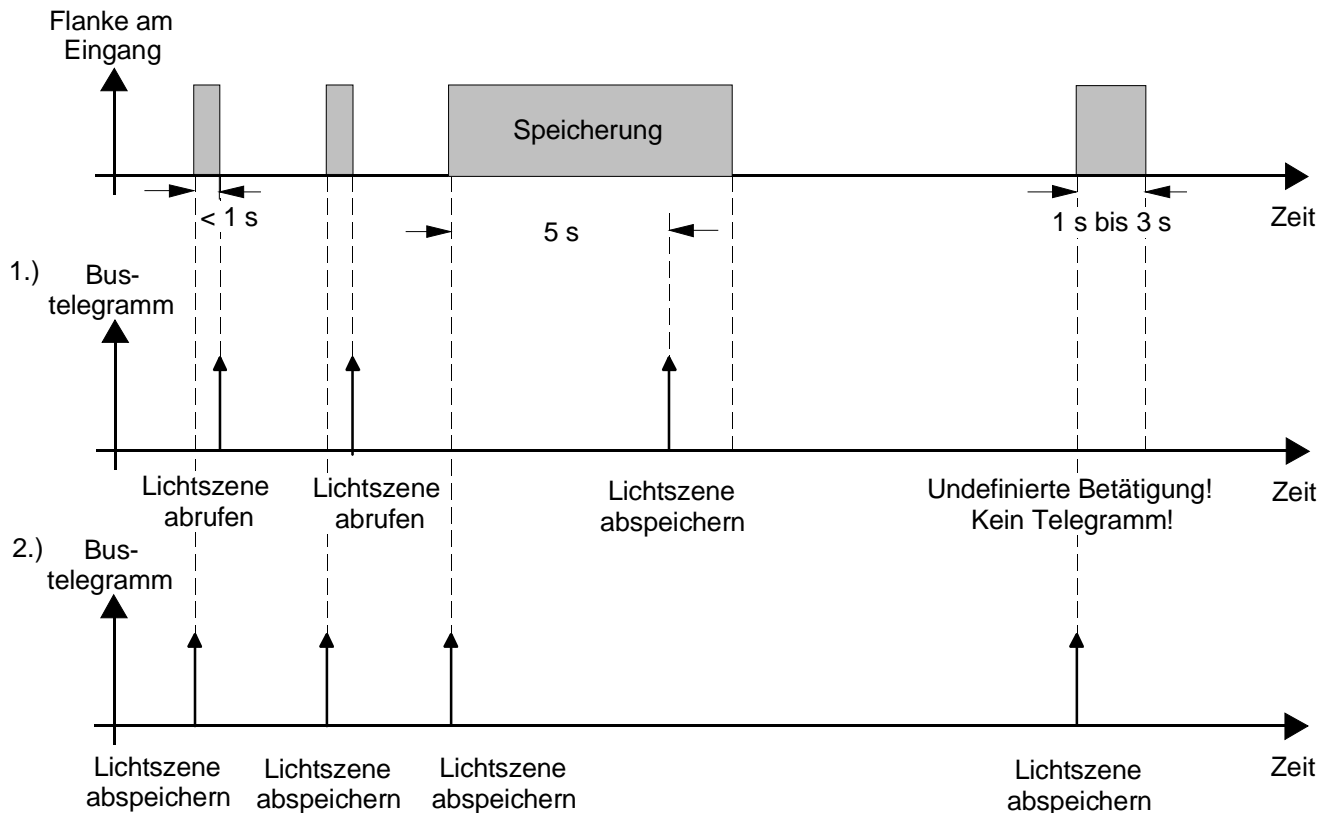 Flanke am
Eingang
Speicherung
< 1 s
5 s
1 s bis 3 s
Zeit
1.) Bus-
telegramm
Lichtszene
abrufen
Lichtszene
abrufen
Lichtszene
abspeichern
Undefinierte Betätigung!
Kein Telegramm!
Zeit
2.) Bus-
telegramm
Lichtszene
abspeichern
Lichtszene
abspeichern
Lichtszene
abspeichern
Lichtszene
abspeichern
Zeit